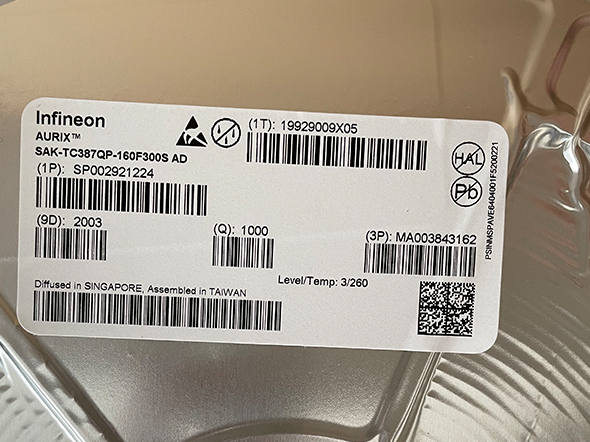 Infineon
AURIX™
SAK-TC387QP-160F300S AD
(1P): SP002921224
(1T): 19929009X05
HAL
Pb
(9D): 2003
(Q): 1000
(3P): MA003843162
Level/Temp: 3/260
Diffused in SINGAPORE, Assembled in TAIWAN
PSINMSPAVE6404001F5200221